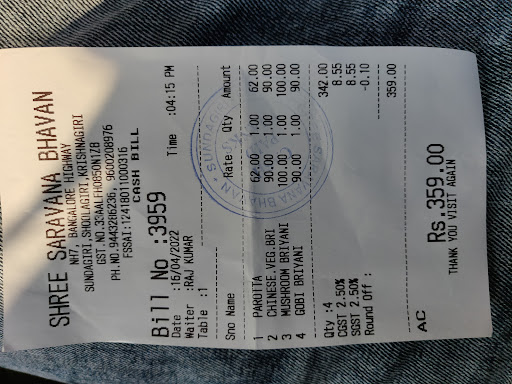 SHREE SARAVANA BHAVAN
NH7, BANGALORE HIGHWAY
SUNDAGIRI, SHOOLAGIRI, KRISHNAGIRI
PH.NO.9443286236, 9600208976
FSSAI:12418011000316
CASH BILL
Bill No :3959
Date :16/04/2022 Time :04:15 PM
Waiter :RAJ KUMAR
Table :1
Sno Name Rate Qty Amount
1 PAROTTA 62.00 1.00 62.00
2 CHINESE.VEG.BRI 90.00 1.00 90.00
3 MUSHROOM BRIYANI 100.00 1.00 100.00
4 GOBI BRIYANI 90.00 1.00 90.00
Qty :4 342.00
CGST 2.50% 8.55
SGST 2.50% 8.55
Round Off : -0.10
359.00
AC
Rs.359.00
THANK YOU VISIT AGAIN